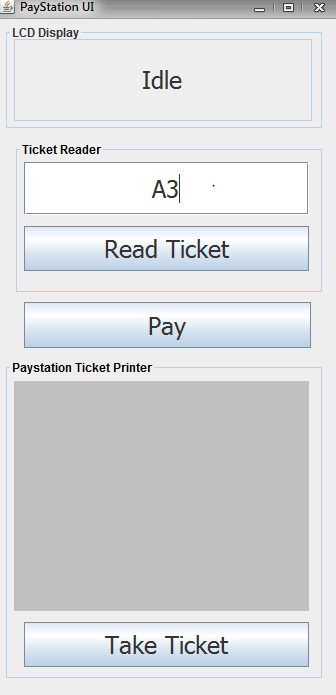 PayStation UI
LCD Display
Idle
Ticket Reader
A3
Read Ticket
Pay
Paystation Ticket Printer
Take Ticket